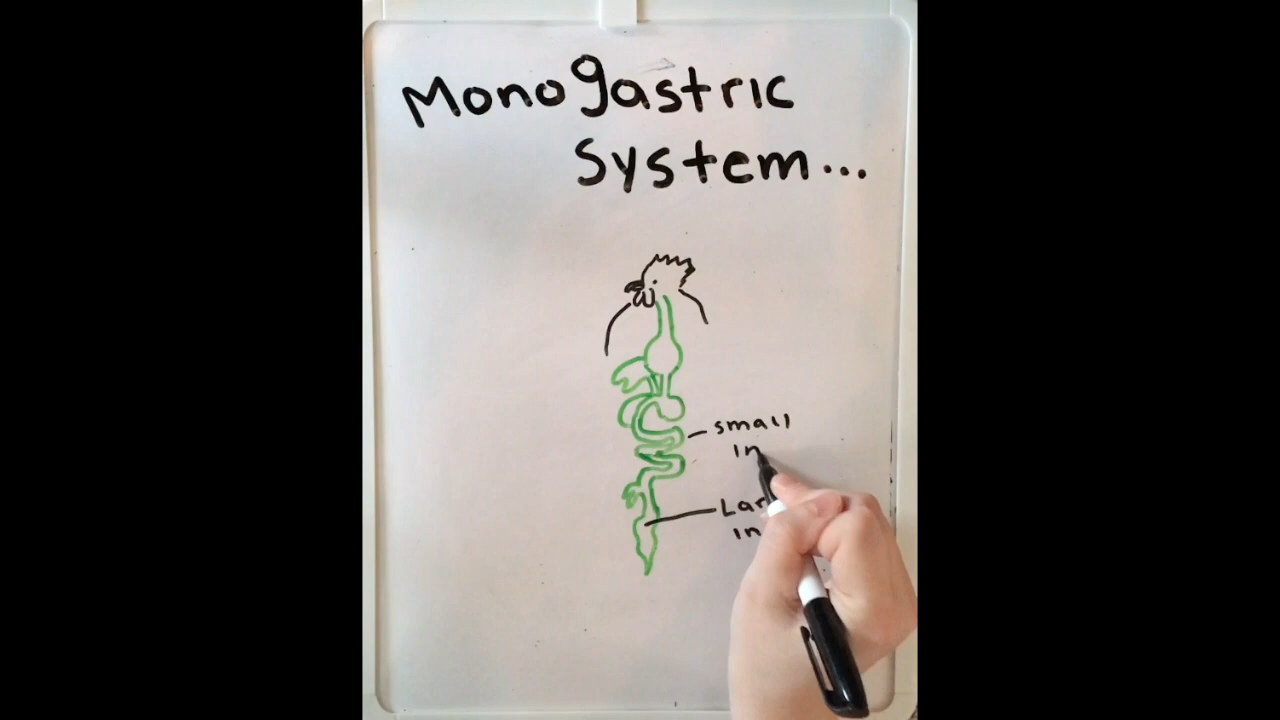 Monogastric
System...
small
in
Lar
in